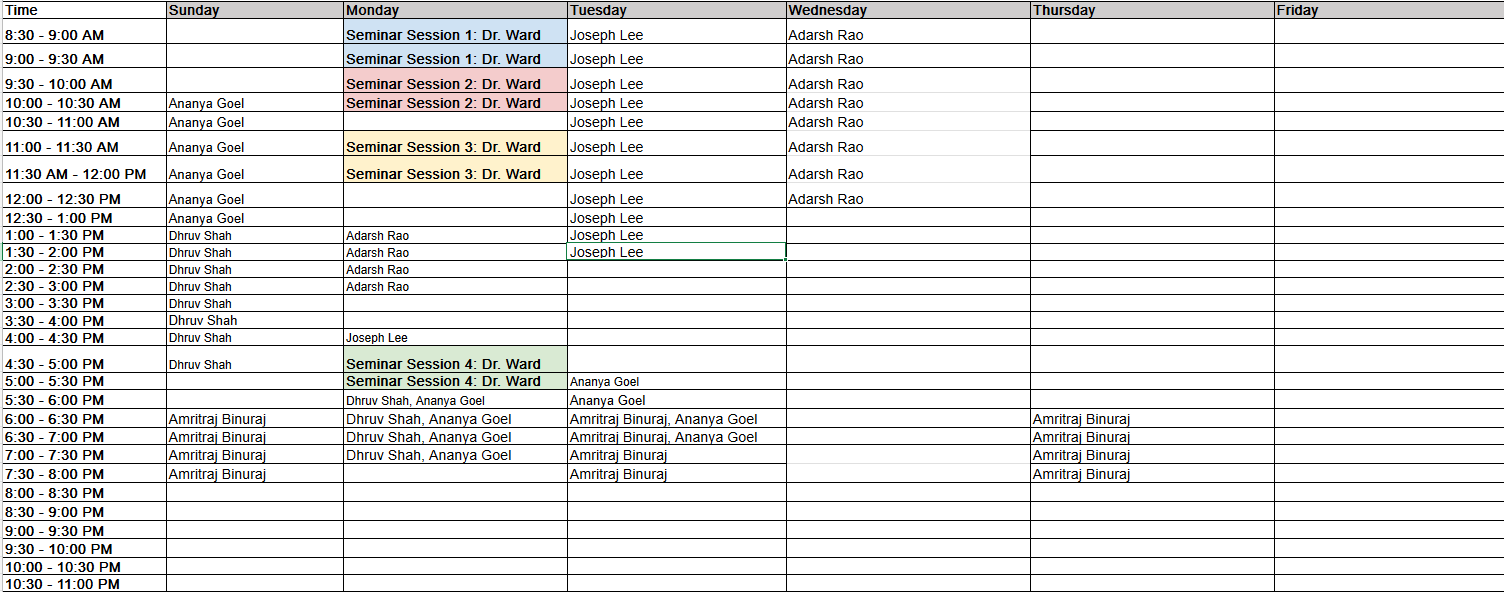 Time Sunday Monday Tuesday Wednesday Thursday Friday
8:30 - 9:00 AM Seminar Session 1: Dr. Ward Joseph Lee Adarsh Rao
9:00 - 9:30 AM Seminar Session 1: Dr. Ward Joseph Lee Adarsh Rao
9:30 - 10:00 AM Seminar Session 2: Dr. Ward Joseph Lee Adarsh Rao
10:00 - 10:30 AM Ananya Goel Seminar Session 2: Dr. Ward Joseph Lee Adarsh Rao
10:30 - 11:00 AM Ananya Goel Joseph Lee Adarsh Rao
11:00 - 11:30 AM Ananya Goel Seminar Session 3: Dr. Ward Joseph Lee Adarsh Rao
11:30 AM - 12:00 PM Ananya Goel Seminar Session 3: Dr. Ward Joseph Lee Adarsh Rao
12:00 - 12:30 PM Ananya Goel Joseph Lee Adarsh Rao
12:30 - 1:00 PM Ananya Goel Joseph Lee
1:00 - 1:30 PM Dhruv Shah Adarsh Rao Joseph Lee
1:30 - 2:00 PM Dhruv Shah Adarsh Rao Joseph Lee
2:00 - 2:30 PM Dhruv Shah Adarsh Rao
2:30 - 3:00 PM Dhruv Shah Adarsh Rao
3:00 - 3:30 PM Dhruv Shah
3:30 - 4:00 PM Dhruv Shah
4:00 - 4:30 PM Dhruv Shah Joseph Lee
4:30 - 5:00 PM Dhruv Shah Seminar Session 4: Dr. Ward
5:00 - 5:30 PM Seminar Session 4: Dr. Ward Ananya Goel
5:30 - 6:00 PM Dhruv Shah, Ananya Goel Ananya Goel
6:00 - 6:30 PM Amritraj Binuraj Dhruv Shah, Ananya Goel Amritraj Binuraj, Ananya Goel Amritraj Binuraj
6:30 - 7:00 PM Amritraj Binuraj Dhruv Shah, Ananya Goel Amritraj Binuraj, Ananya Goel Amritraj Binuraj
7:00 - 7:30 PM Amritraj Binuraj Dhruv Shah, Ananya Goel Amritraj Binuraj Amritraj Binuraj
7:30 - 8:00 PM Amritraj Binuraj Amritraj Binuraj Amritraj Binuraj
8:00 - 8:30 PM
8:30 - 9:00 PM
9:00 - 9:30 PM
9:30 - 10:00 PM
10:00 - 10:30 PM
10:30 - 11:00 PM